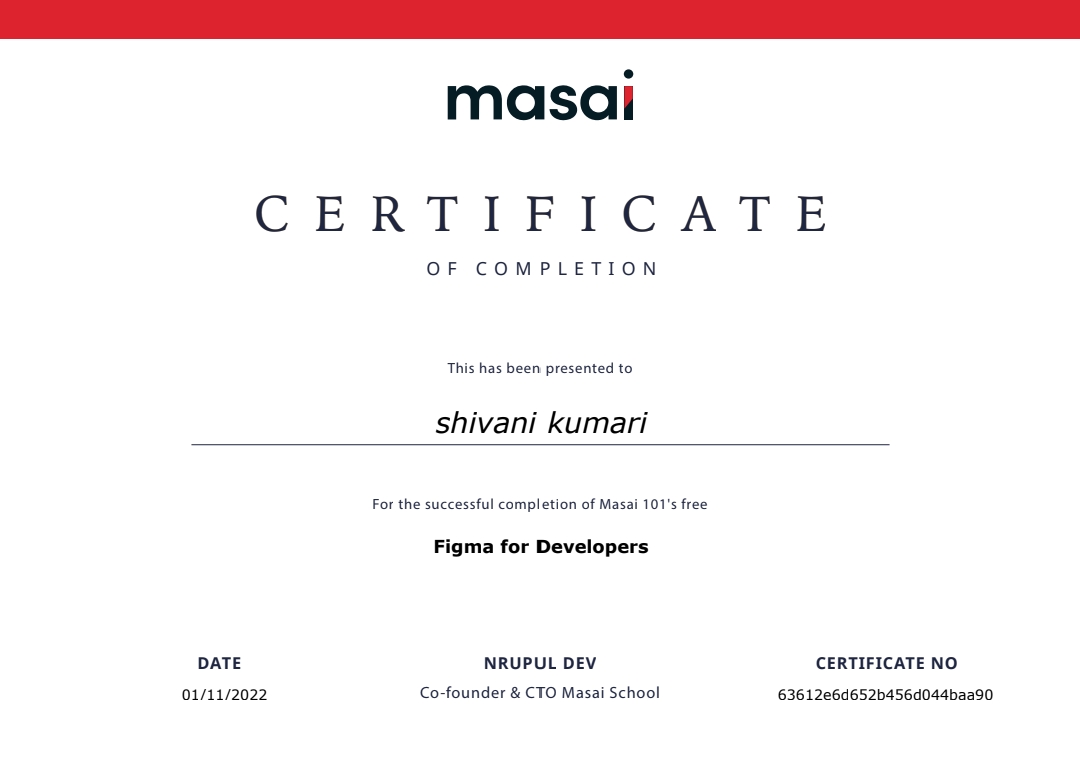 masai
CERTIFICATE
OF COMPLETION
This has been presented to
shivani kumari
For the successful completion of Masai 101's free
Figma for Developers
DATE
01/11/2022
NRUPUL DEV
Co-founder & CTO Masai School
CERTIFICATE NO
63612e6d652b456d044baa90